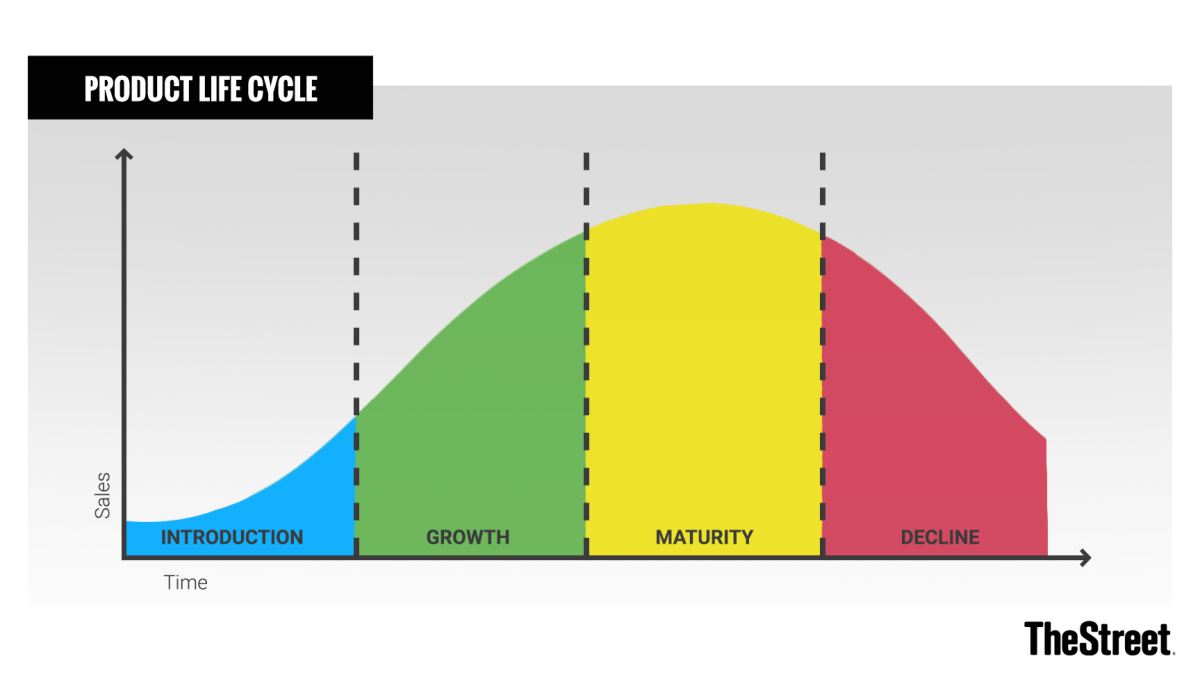 PRODUCT LIFE CYCLE
Sales
INTRODUCTION
GROWTH
MATURITY
DECLINE
Time
TheStreet.